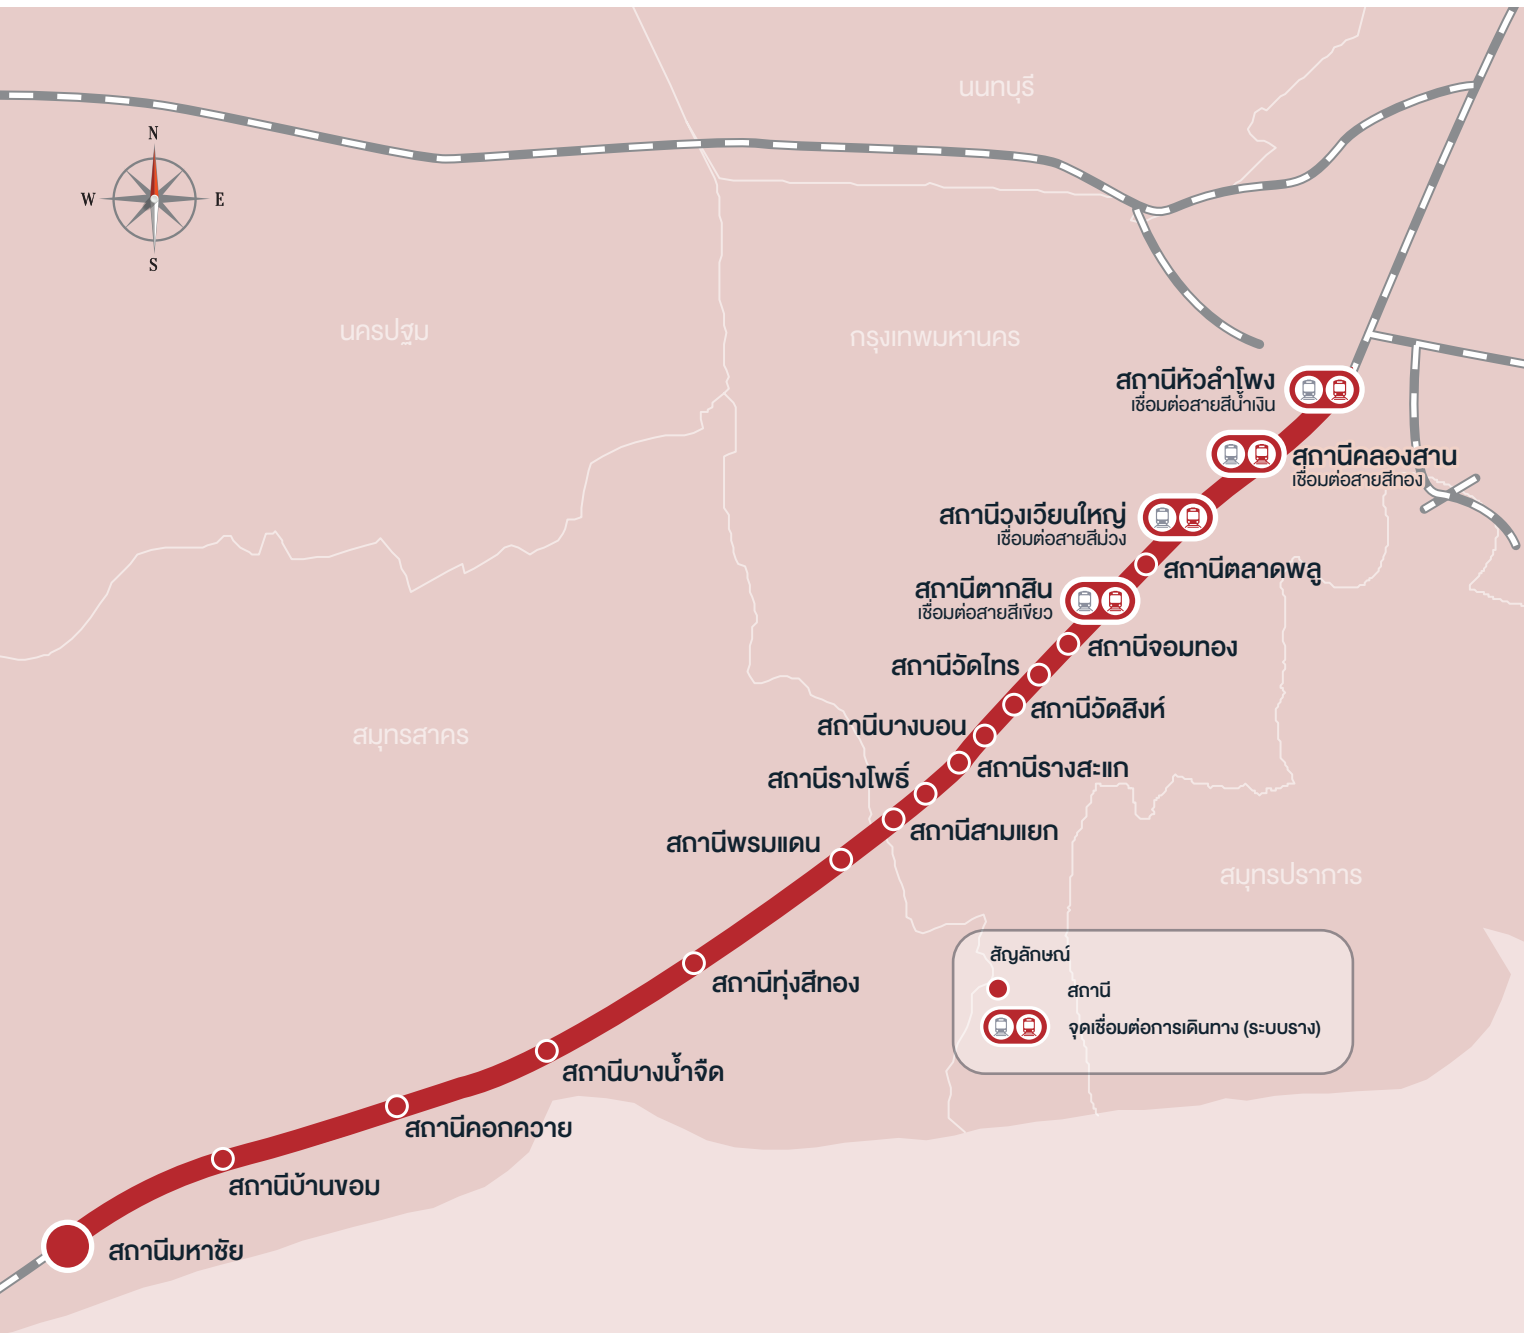 นนทบุรี
N
W
E
S
นครปฐม
กรุงเทพมหานคร
สถานีหัวลำโพง
เชื่อมต่อสายสีน้ำเงิน
สถานีคลองสาน
เชื่อมต่อสายสีทอง
สถานีวงเวียนใหญ่
เชื่อมต่อสายสีม่วง
สถานีตลาดพลู
สถานีตากสิน
เชื่อมต่อสายสีเขียว
สถานีจอมทอง
สถานีวัดไทร
สถานีวัดสิงห์
สถานีบางบอน
สมุทรสาคร
สถานีรางสะแก
สถานีรางโพธิ์
สถานีสามแยก
สถานีพรมแดน
สมุทรปราการ
สถานีทุ่งสีทอง
สถานีบางน้ำจืด
สถานีคอกควาย
สถานีบ้านขอม
สถานีมหาชัย
สัญลักษณ์
สถานี
จุดเชื่อมต่อการเดินทาง (ระบบราง)